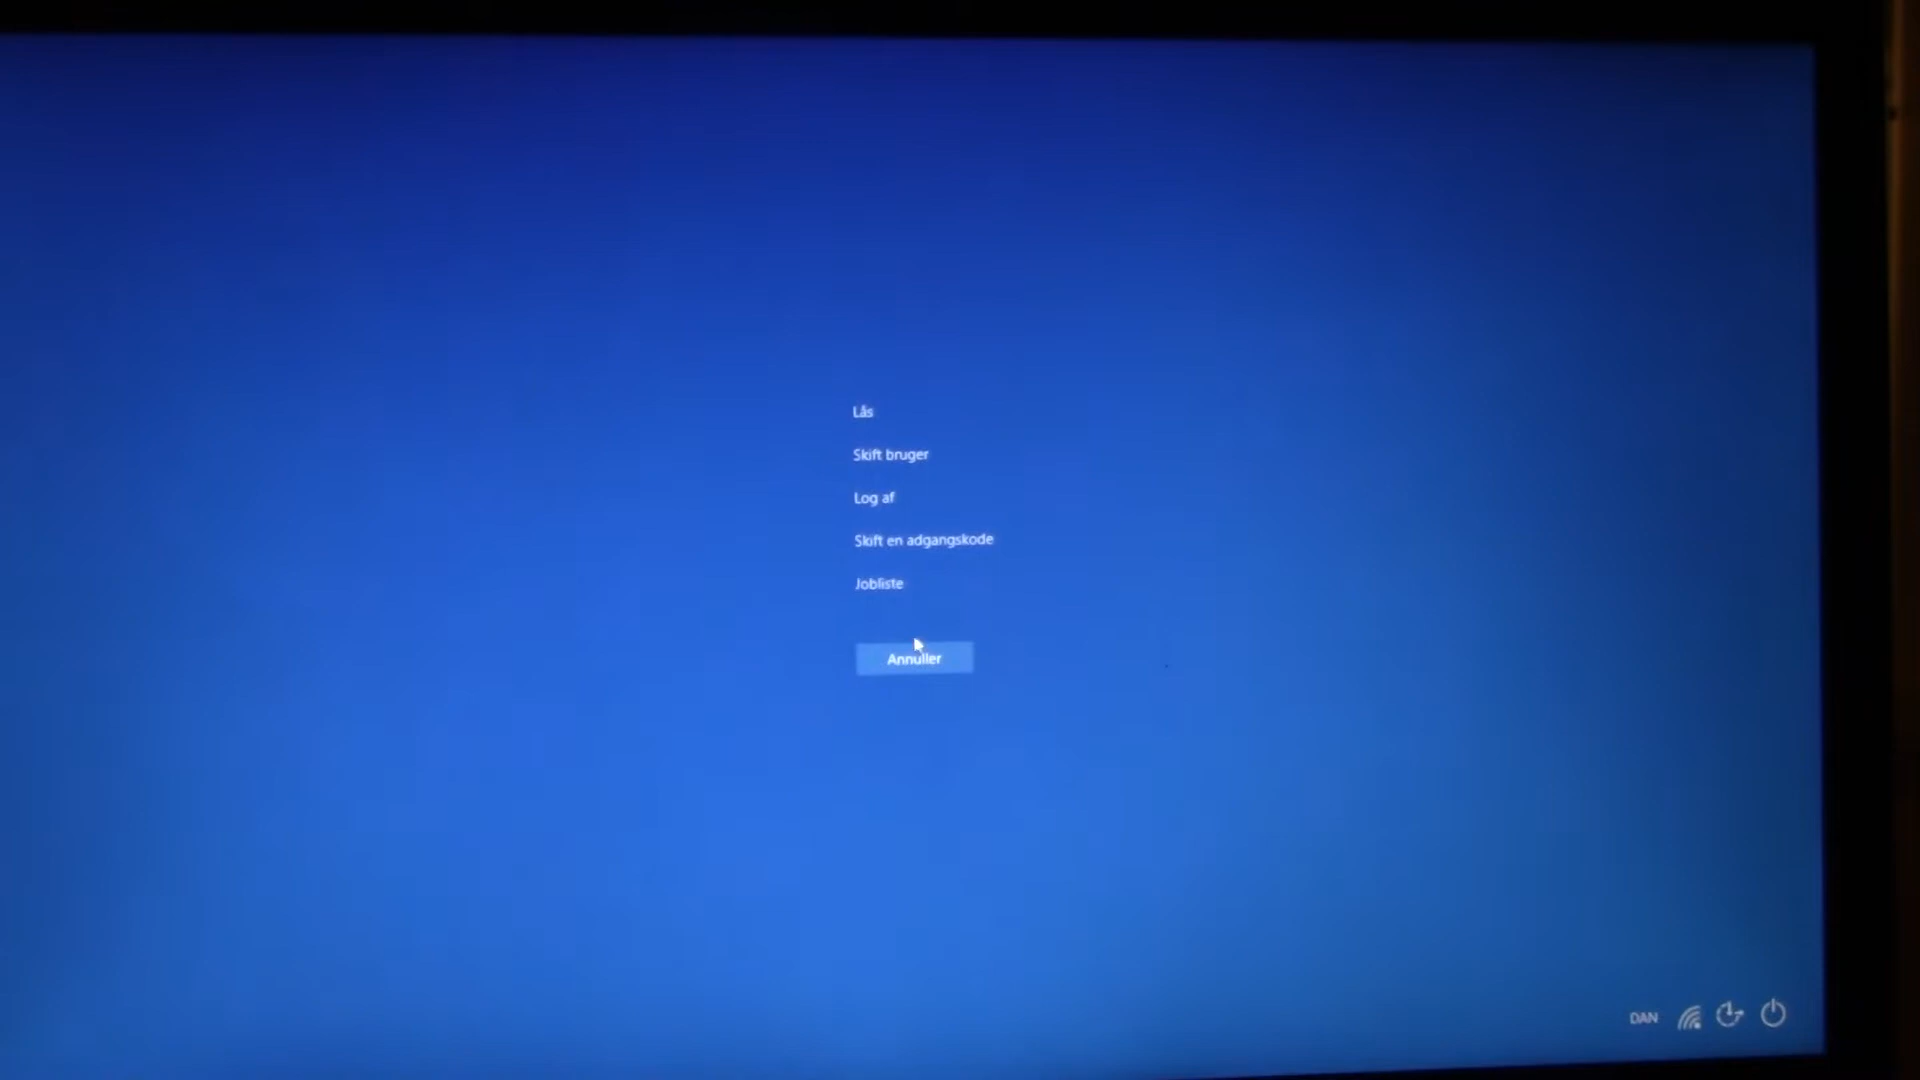 Lås
Skift bruger
Log af
Skift en adgangskode
Jobliste
Annuller
DAN